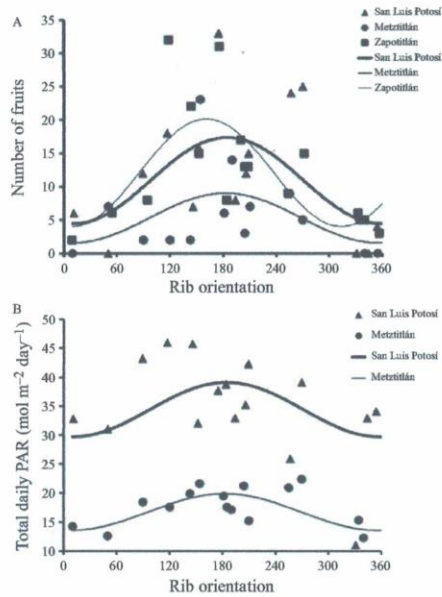 A
San Luis Potosí
Metztitlán
Zapotitlán
San Luis Potosí
Metztitlán
Zapotitlán
Number of fruits
35
30
25
20
15
10
5
0
0 60 120 180 240 300 360
Rib orientation
B
San Luis Potosí
Metztitlán
San Luis Potosí
Metztitlán
Total daily PAR (mol m⁻² day⁻¹)
50
45
40
35
30
25
20
15
10
0 60 120 180 240 300 360
Rib orientation